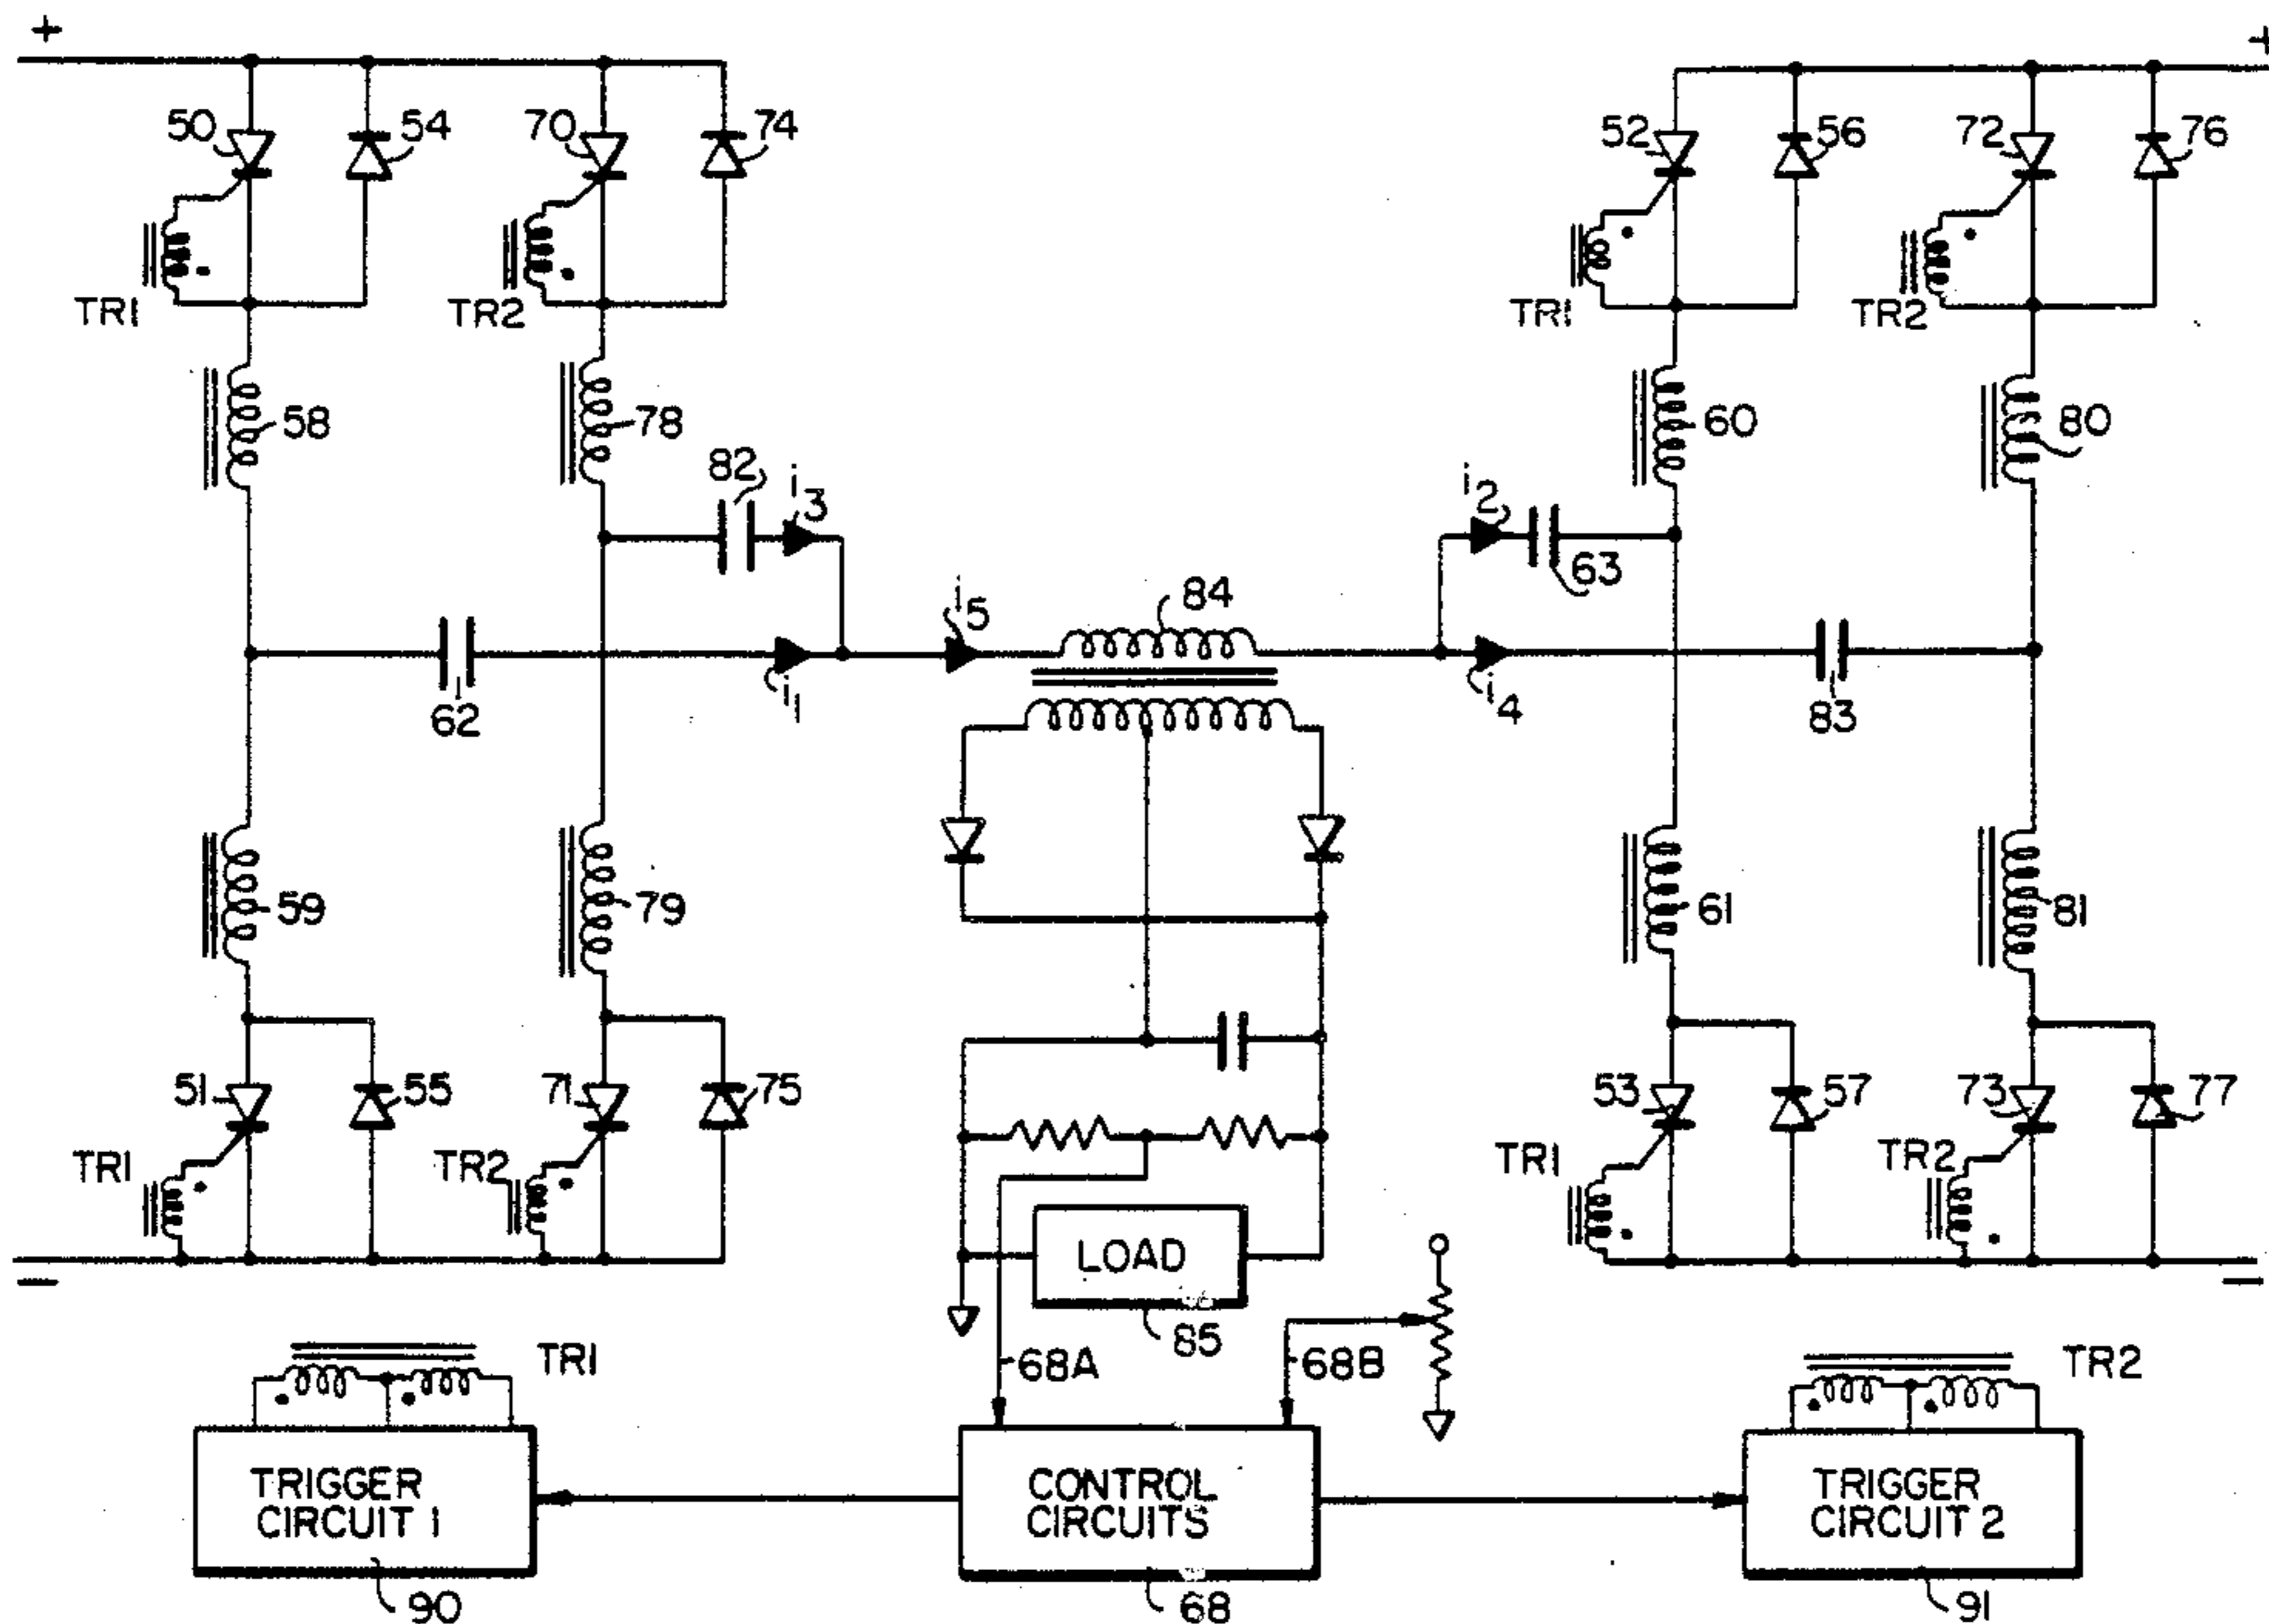 + +
50 54 70 74 52 56 72 76
TR1 TR2 TR1 TR2
58 78 60 80
82 i3 i2 63
i5 84
62 i1 i4 83
59 79 61 81
51 55 71 75 53 57 73 77
TR1 TR2 TR1 TR2
LOAD
− −
85
TR1 68A 68B TR2
TRIGGER CIRCUIT 1
CONTROL CIRCUITS
TRIGGER CIRCUIT 2
90 68 91